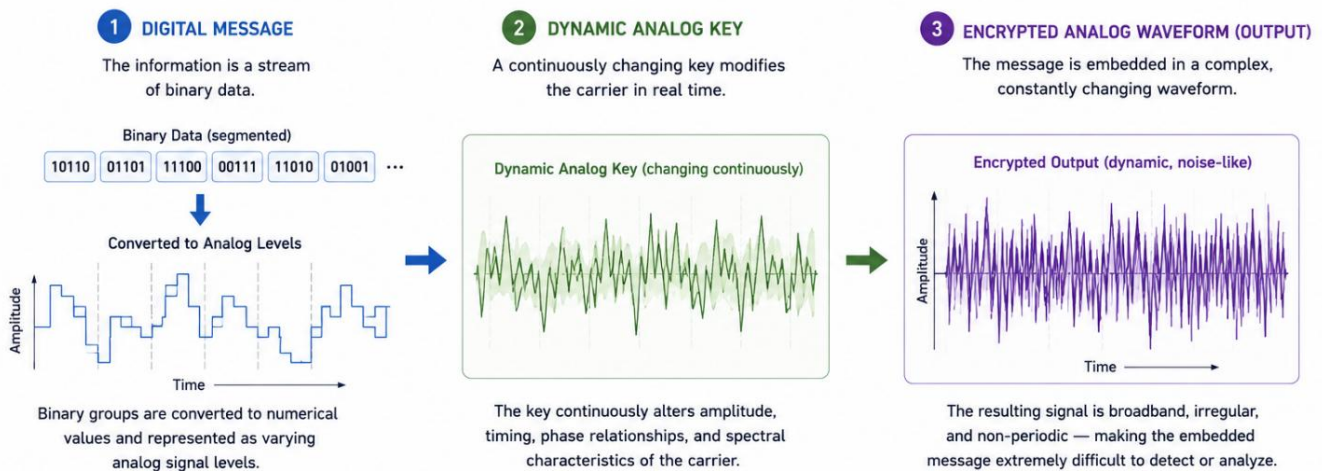 1 DIGITAL MESSAGE
The information is a stream
of binary data.
Binary Data (segmented)
10110 01101 11100 00111 11010 01001 ...
Converted to Analog Levels
Amplitude
Time
Binary groups are converted to numerical
values and represented as varying
analog signal levels.
2 DYNAMIC ANALOG KEY
A continuously changing key modifies
the carrier in real time.
Dynamic Analog Key (changing continuously)
The key continuously alters amplitude,
timing, phase relationships, and spectral
characteristics of the carrier.
3 ENCRYPTED ANALOG WAVEFORM (OUTPUT)
The message is embedded in a complex,
constantly changing waveform.
Encrypted Output (dynamic, noise-like)
Amplitude
Time
The resulting signal is broadband, irregular,
and non-periodic — making the embedded
message extremely difficult to detect or analyze.